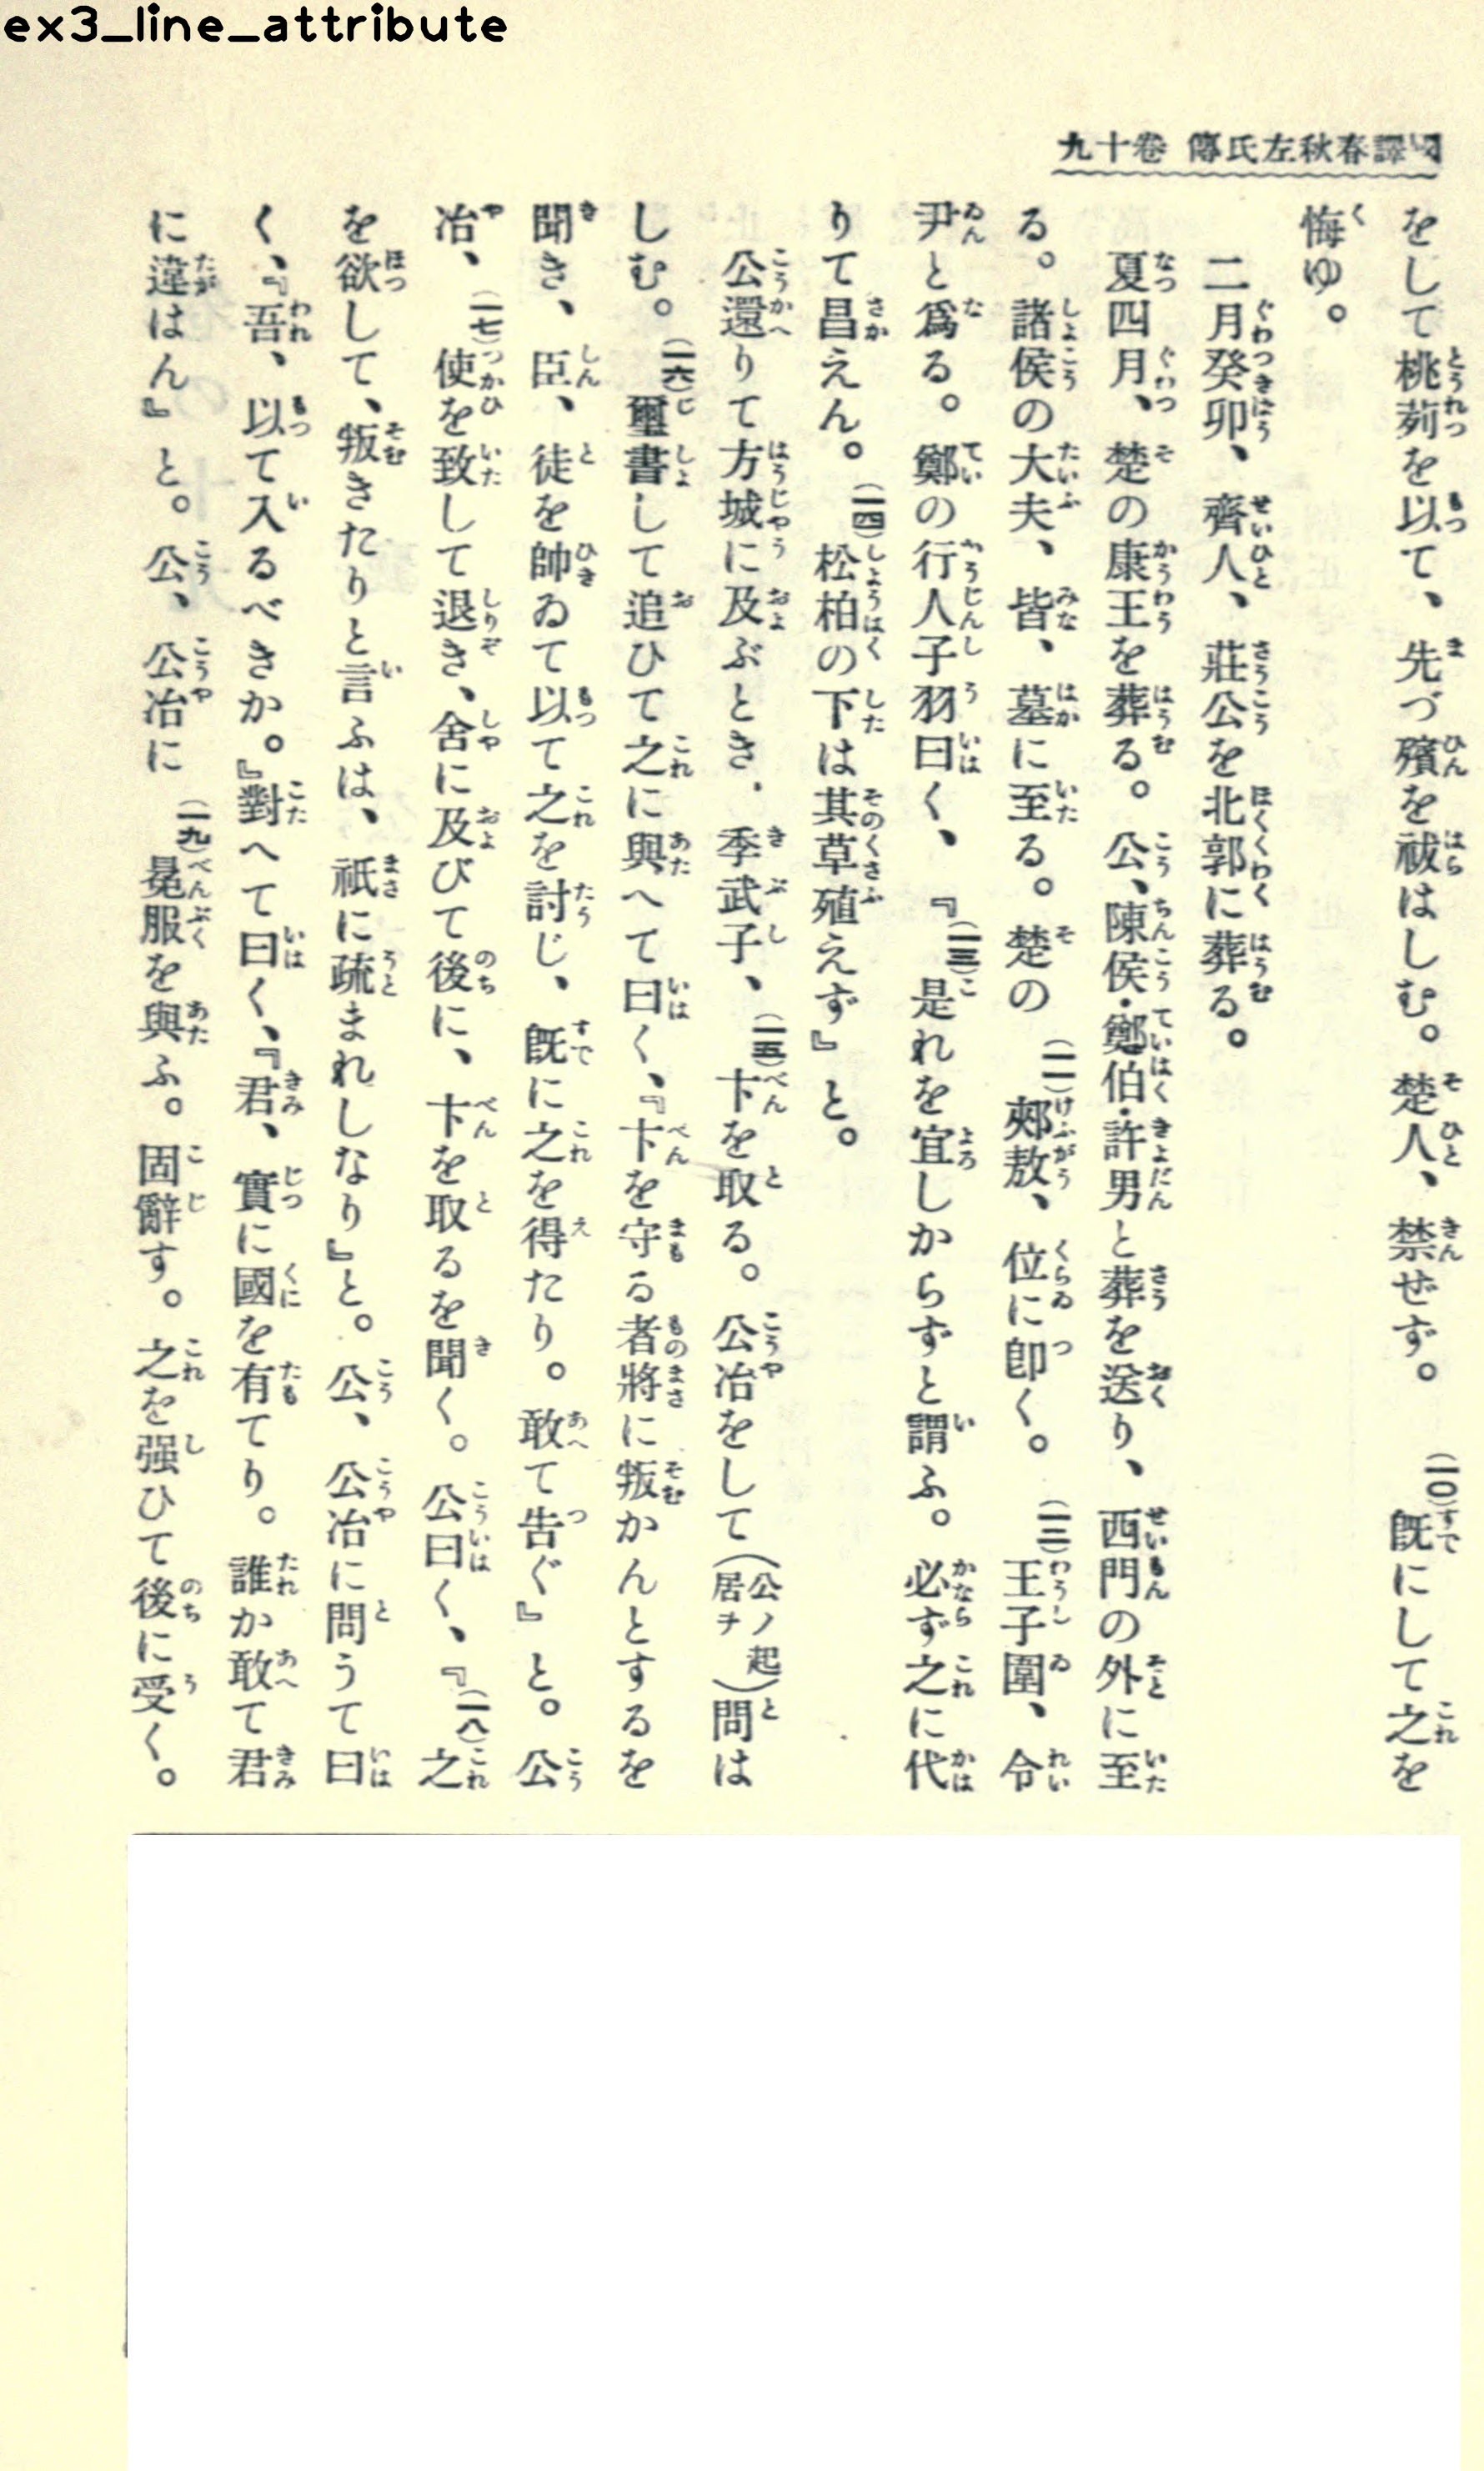 ex3_line_attribute
國譯春秋左氏傳 卷十九
をして桃茢を以て、先づ殯を祓はしむ。楚人、禁ぜず。(一〇)既にして之を
悔ゆ。
二月癸卯、齊人、莊公を北郭に葬る。
夏四月、楚の康王を葬る。公、陳侯・鄭伯・許男と葬を送り、西門の外に至
る。諸侯の大夫、皆、墓に至る。楚の(一一)郟敖、位に卽く。(一二)王子圍、令
尹と爲る。鄭の行人子羽曰く、『(一三)是れを宜しからずと謂ふ。必ず之に代
りて昌えん。(一四)松柏の下は其草殖えず』と。
公還りて方城に及ぶとき、季武子、(一五)卞を取る。公冶をして(公ノ起居ヲ)問は
しむ。(一六)璽書して追ひて之に與へて曰く、『卞を守る者將に叛かんとするを
聞き、臣、徒を帥ゐて以て之を討じ、既に之を得たり。敢て告ぐ』と。公
冶、(一七)使を致して退き、舍に及びて後に、卞を取るを聞く。公曰く、『(一八)之
を欲して、叛きたりと言ふは、祇に疏まれしなり』と。公、公冶に問うて曰
く、『吾、以て入るべきか。』對へて曰く、『君、實に國を有てり。誰か敢て君
に違はん』と。公、公冶に(一九)冕服を與ふ。固辭す。之を强ひて後に受く。